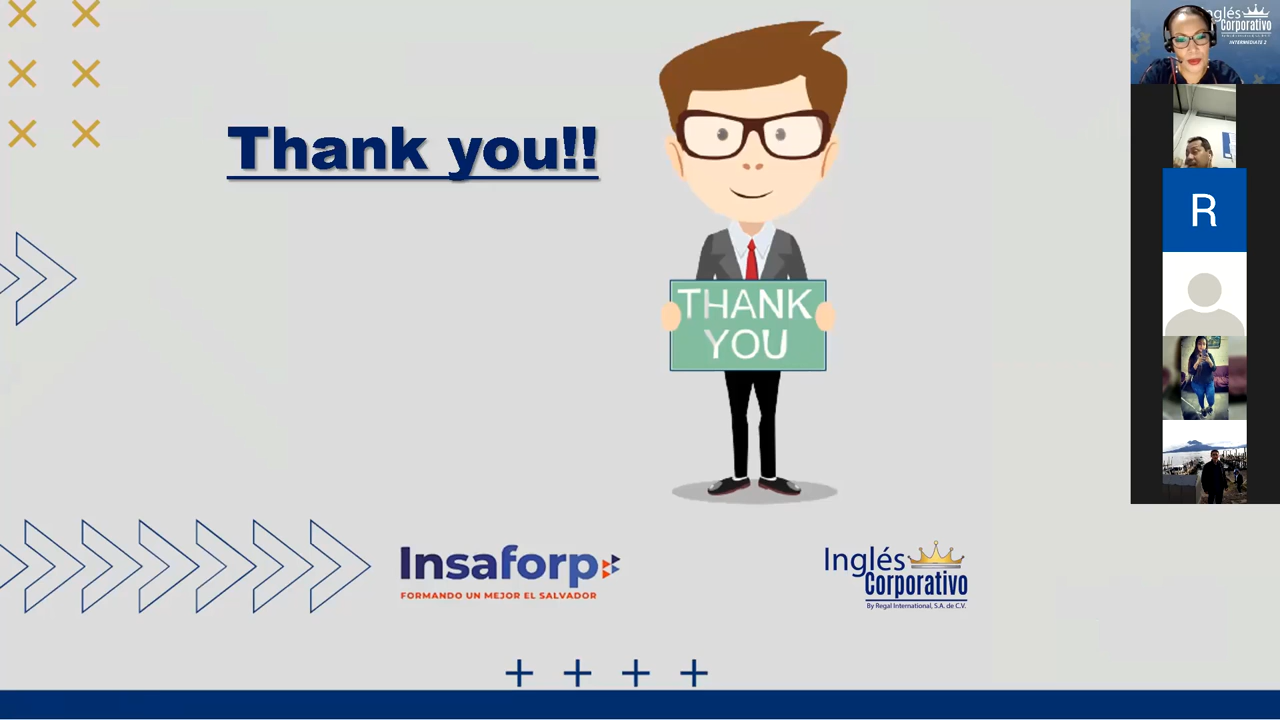 Thank you!!
THANK
YOU
Insaforp
FORMANDO UN MEJOR EL SALVADOR
Inglés
Corporativo
By Regal International, S.A. de C.V.
nglés
Corporativo
INTERMEDIATE 2
R